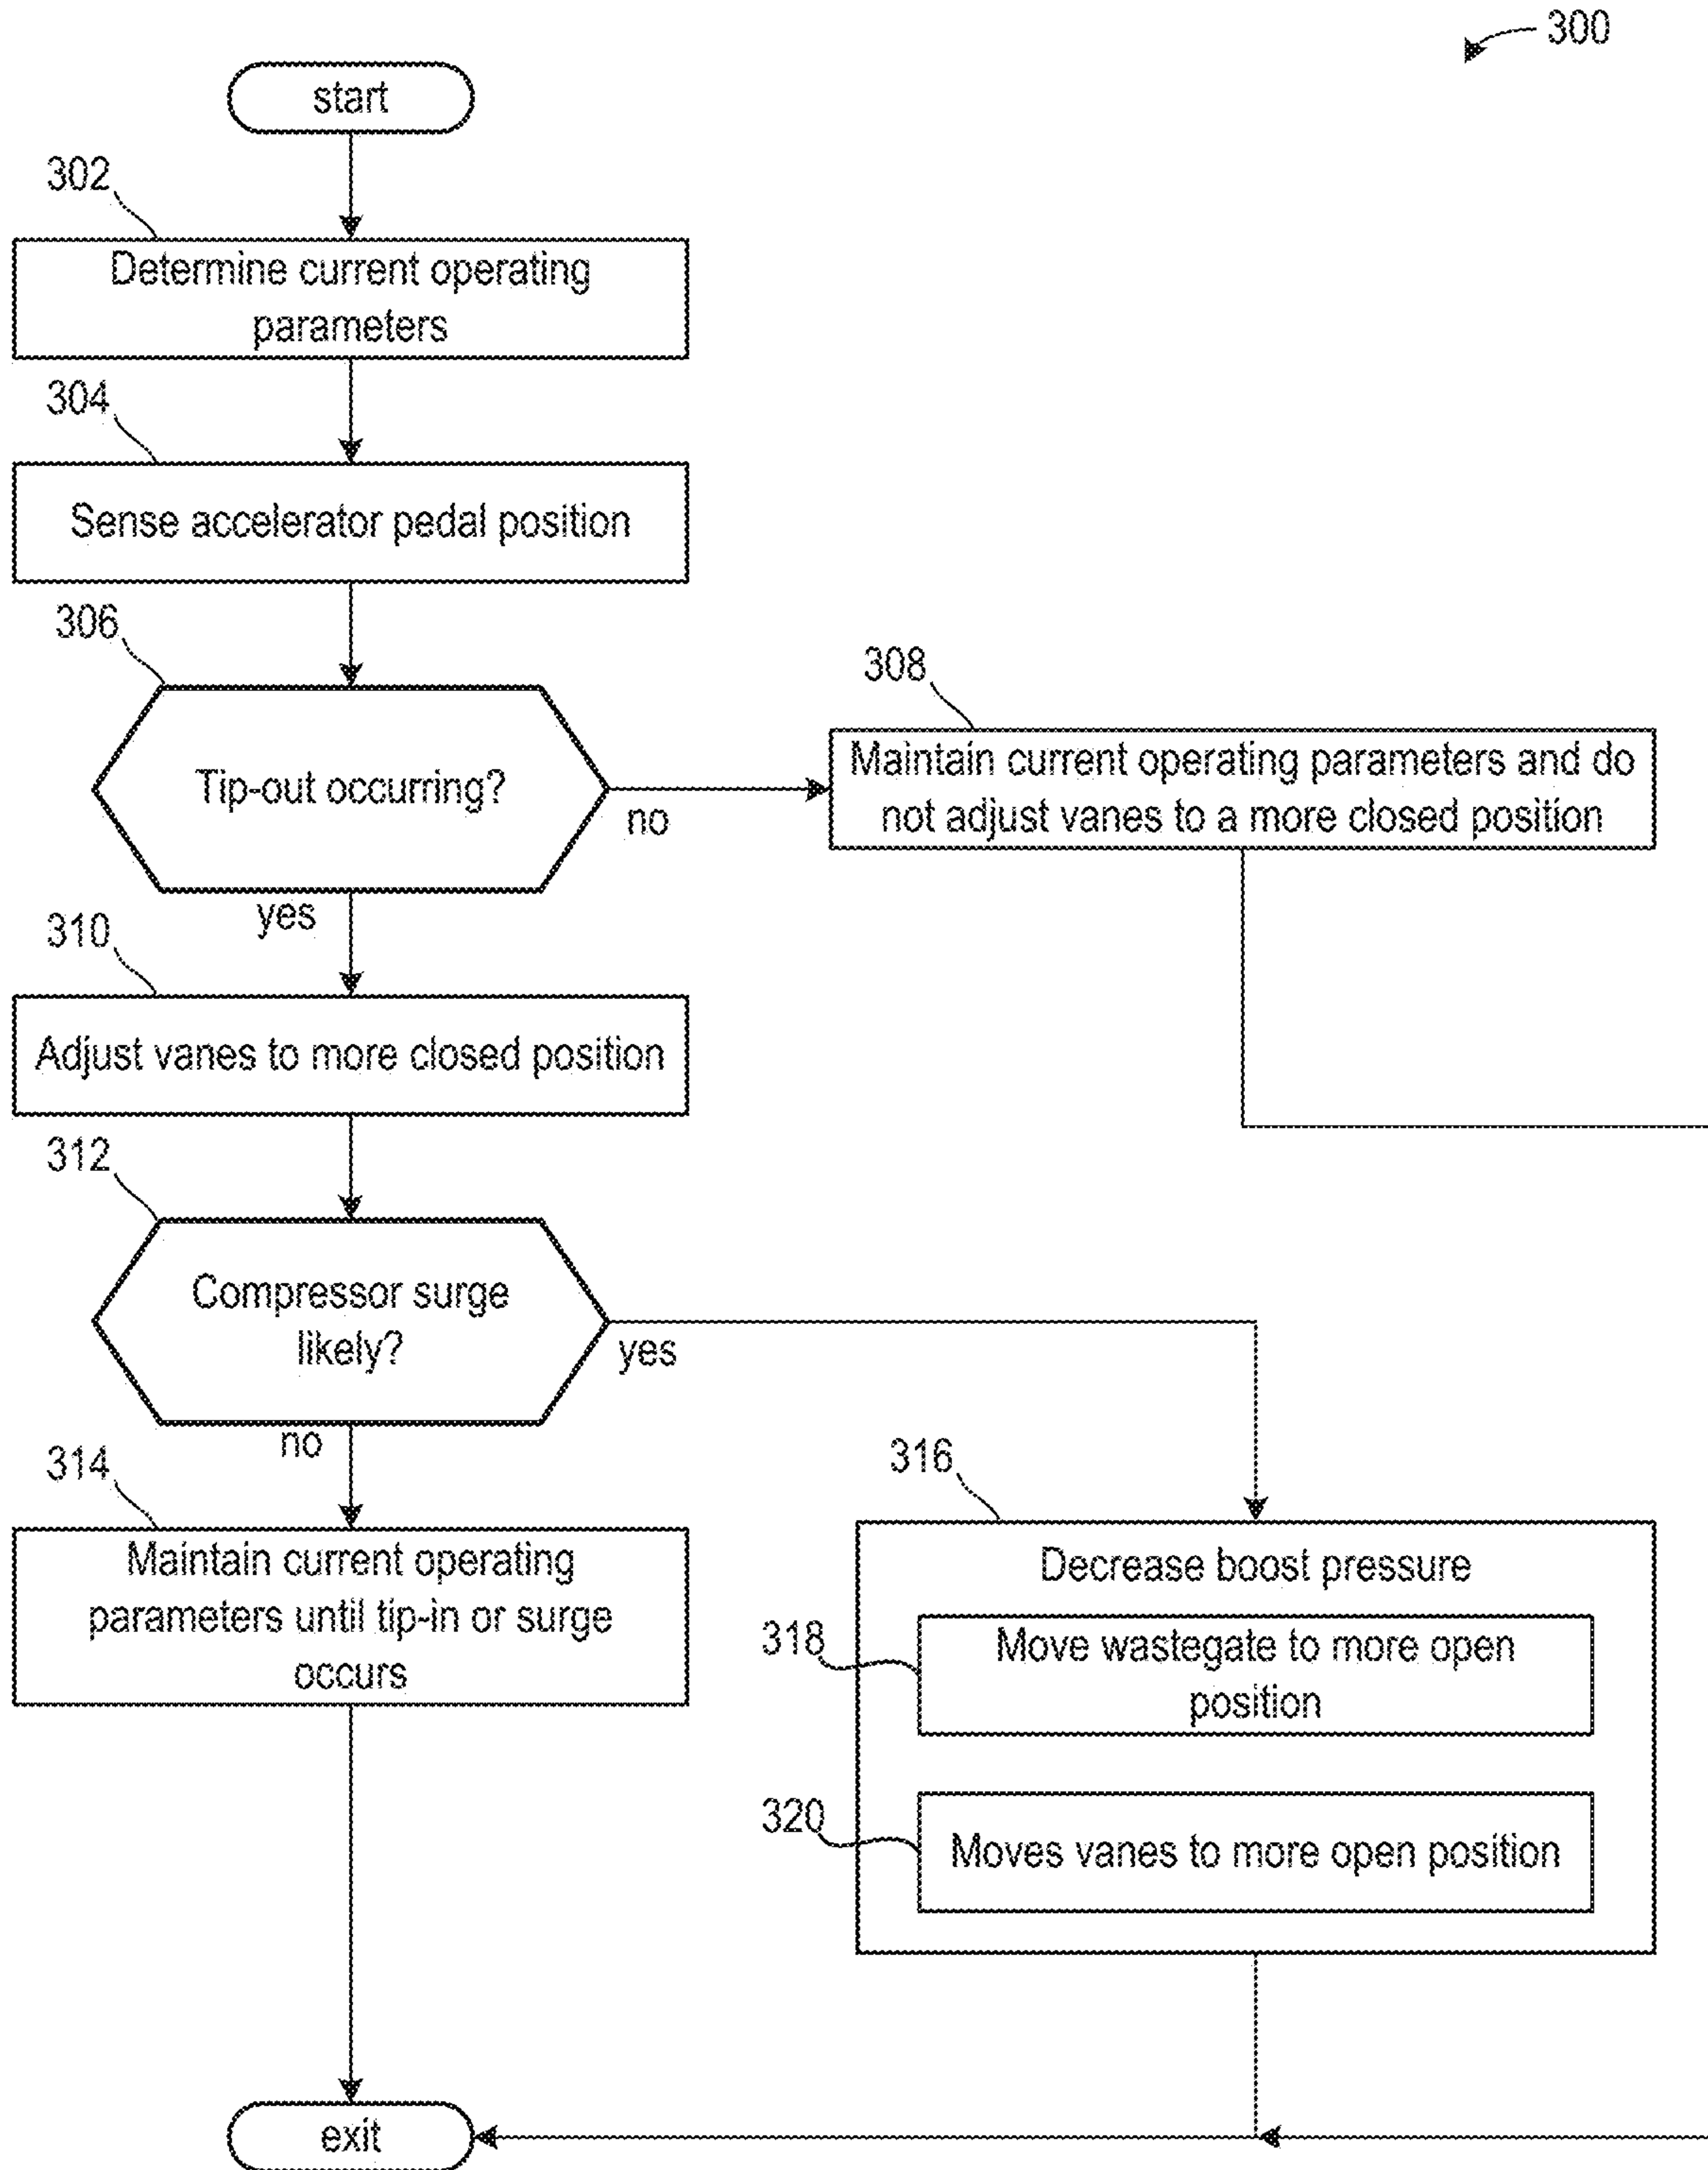 300
start
302
Determine current operating
parameters
304
Sense accelerator pedal position
306
Tip-out occurring?
no
yes
308
Maintain current operating parameters and do
not adjust vanes to a more closed position
310
Adjust vanes to more closed position
312
Compressor surge
likely?
yes
no
314
Maintain current operating
parameters until tip-in or surge
occurs
316
Decrease boost pressure
318
Move wastegate to more open
position
320
Moves vanes to more open position
exit